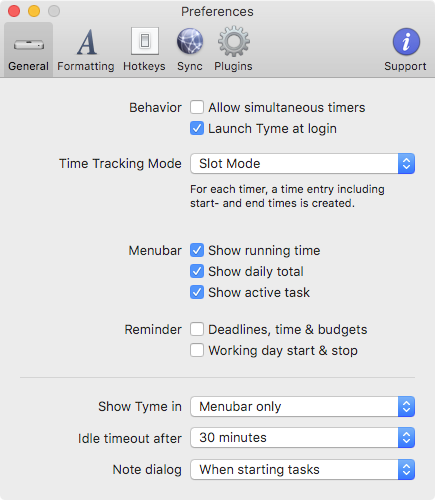 Preferences
General Formatting Hotkeys Sync Plugins Support
Behavior Allow simultaneous timers
Launch Tyme at login
Time Tracking Mode Slot Mode
For each timer, a time entry including
start- and end times is created.
Menubar Show running time
Show daily total
Show active task
Reminder Deadlines, time & budgets
Working day start & stop
Show Tyme in Menubar only
Idle timeout after 30 minutes
Note dialog When starting tasks